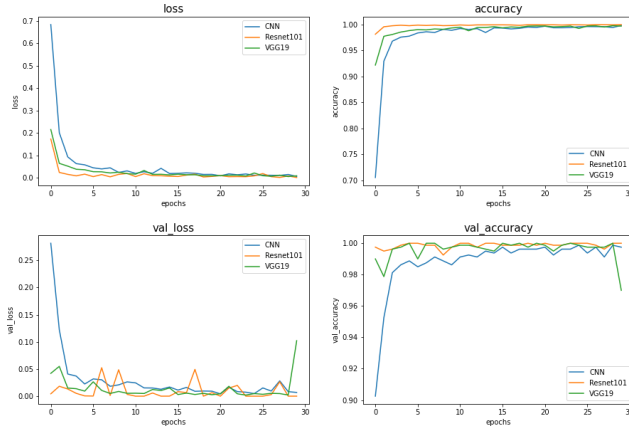 loss
0.7
0.6
0.5
0.4
0.3
0.2
0.1
0.0
loss
0 5 10 15 20 25 30
epochs
CNN
Resnet101
VGG19
accuracy
1.00
0.95
0.90
0.85
0.80
0.75
0.70
accuracy
0 5 10 15 20 25 30
epochs
CNN
Resnet101
VGG19
val_loss
0.25
0.20
0.15
0.10
0.05
0.00
val_loss
0 5 10 15 20 25 30
epochs
CNN
Resnet101
VGG19
val_accuracy
1.00
0.98
0.96
0.94
0.92
0.90
val_accuracy
0 5 10 15 20 25
epochs
CNN
Resnet101
VGG19